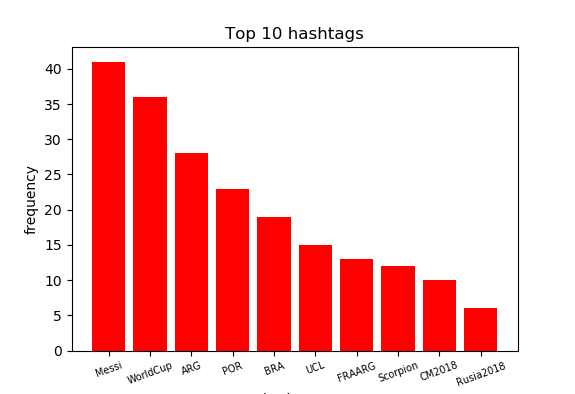 Top 10 hashtags
frequency
40
35
30
25
20
15
10
5
0
Messi
WorldCup
ARG
POR
BRA
UCL
FRAARG
Scorpion
CM2018
Rusia2018